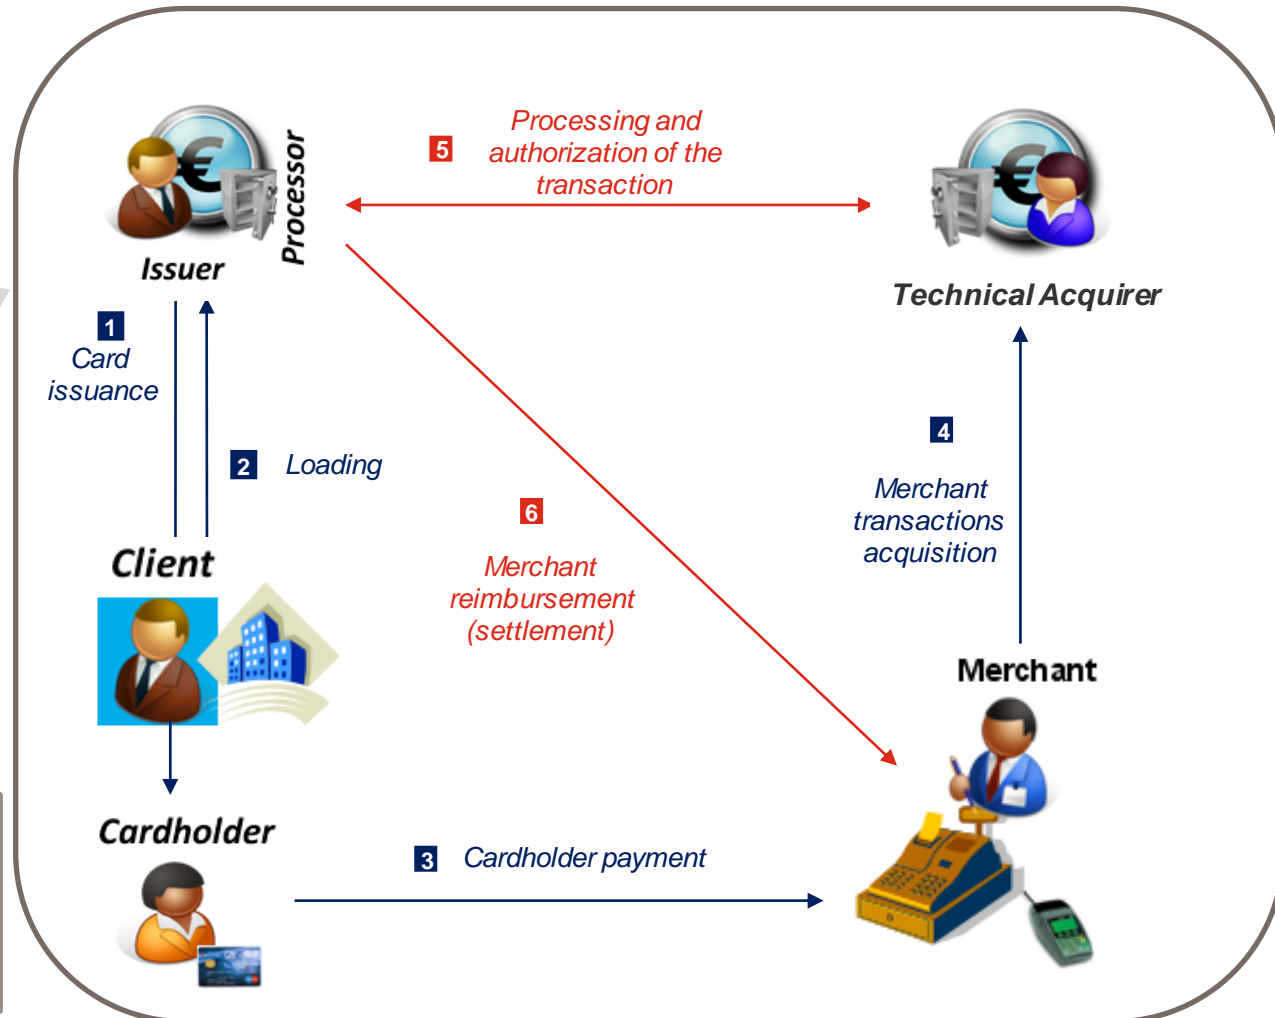 5
Processing and
authorization of the
transaction
Processor
Issuer
Technical Acquirer
1
Card
issuance
2 Loading
4
Merchant
transactions
acquisition
6
Merchant
reimbursement
(settlement)
Client
Merchant
Cardholder
3 Cardholder payment